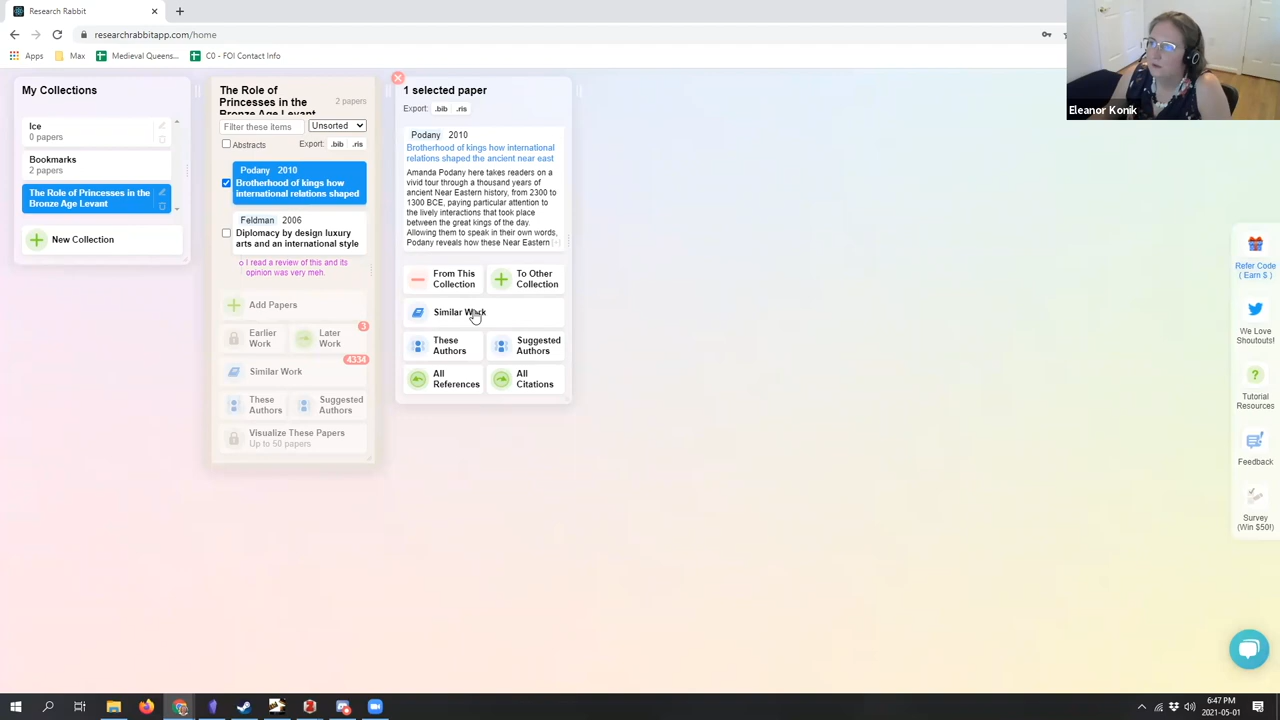 Research Rabbit
researchrabbitapp.com/home
Apps
Max
Medieval Queens...
C0 - FOI Contact Info
Eleanor Konik
My Collections
Ice
0 papers
Bookmarks
2 papers
The Role of Princesses in the
Bronze Age Levant
New Collection
The Role of
Princesses in the
Bronze Age Levant
2 papers
Filter these items
Unsorted
Abstracts
Export:
.bib
.ris
Podany 2010
Brotherhood of kings how
international relations shaped
Feldman 2006
Diplomacy by design luxury
arts and an international style
I read a review of this and its
opinion was very meh.
Add Papers
Earlier
Work
Later
Work
3
Similar Work
4334
These
Authors
Suggested
Authors
Visualize These Papers
Up to 50 papers
1 selected paper
Export: .bib .ris
Podany 2010
Brotherhood of kings how international
relations shaped the ancient near east
Amanda Podany here takes readers on a
vivid tour through a thousand years of
ancient Near Eastern history, from 2300 to
1300 BCE, paying particular attention to
the lively interactions that took place
between the great kings of the day.
Allowing them to speak in their own words,
Podany reveals how these Near Eastern [+]
From This
Collection
To Other
Collection
Similar Work
These
Authors
Suggested
Authors
All
References
All
Citations
Refer Code
( Earn $ )
We Love
Shoutouts!
Tutorial
Resources
Feedback
Survey
(Win $50!)
6:47 PM
2021-05-01